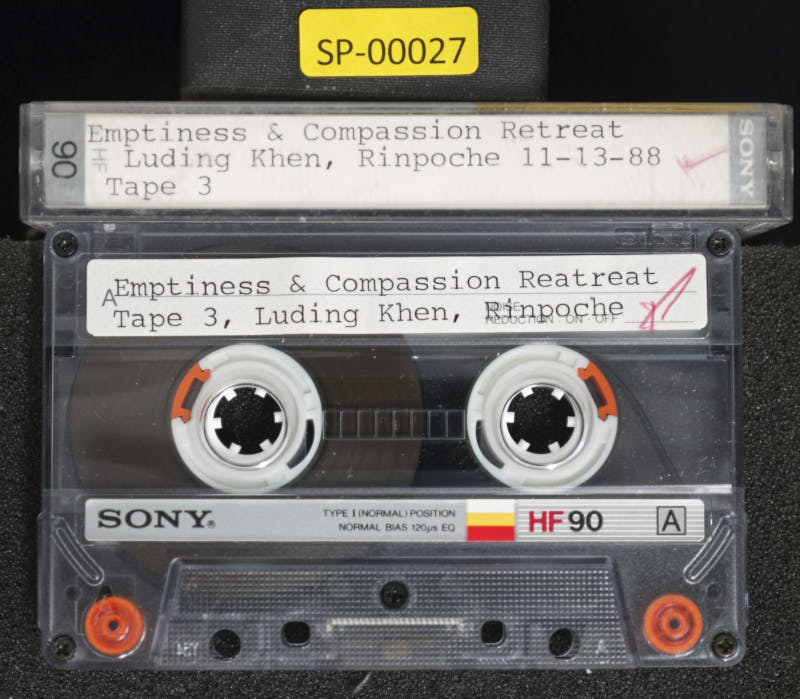 SP-00027
Emptiness & Compassion Retreat
Luding Khen, Rinpoche 11-13-88
Tape 3
HF 90
SONY
A
Emptiness & Compassion Reatreat
Tape 3, Luding Khen, Rinpoche
NOISE
REDUCTION · ON · OFF
SONY®
TYPE I (NORMAL) POSITION
NORMAL BIAS 120µs EQ
HF 90
A
A